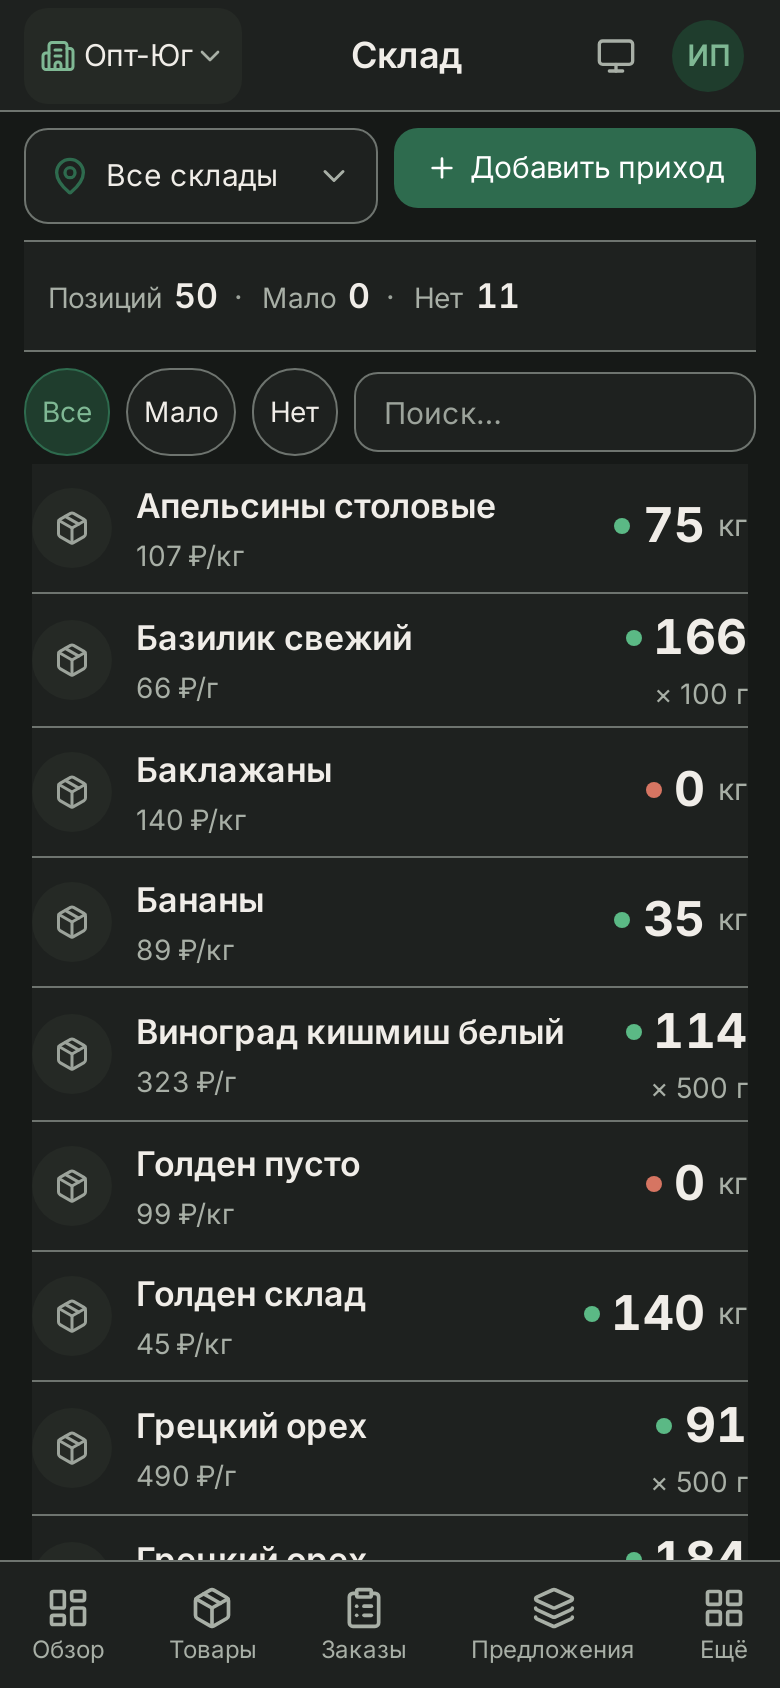 Опт-Юг
Склад
ИП
Все склады
+ Добавить приход
Позиций 50 · Мало 0 · Нет 11
Все
Мало
Нет
Поиск...
Апельсины столовые
75 кг
107 ₽/кг
Базилик свежий
166
66 ₽/г
× 100 г
Баклажаны
0 кг
140 ₽/кг
Бананы
35 кг
89 ₽/кг
Виноград кишмиш белый
114
323 ₽/г
× 500 г
Голден пусто
0 кг
99 ₽/кг
Голден склад
140 кг
45 ₽/кг
Грецкий орех
91
490 ₽/г
× 500 г
Грецкий орех
184
Обзор
Товары
Заказы
Предложения
Ещё